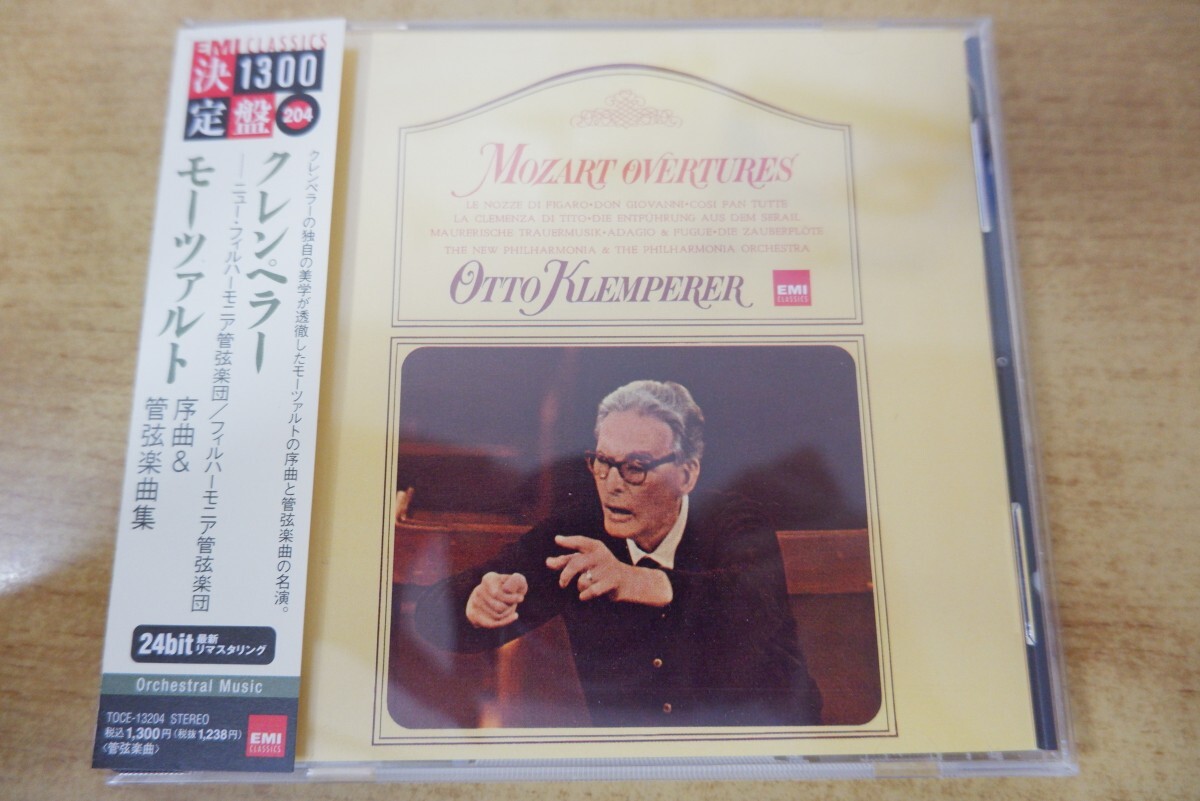 EMI CLASSICS
決定盤
1300
204
クレンペラーの独自の美学が透徹したモーツァルトの序曲と管弦楽曲の名演。
クレンペラー
――ニュー・フィルハーモニア管弦楽団/フィルハーモニア管弦楽団
モーツァルト
序曲&
管弦楽曲集
24bit 最新
リマスタリング
Orchestral Music
TOCE-13204 STEREO
税込1,300円(税抜1,238円)
〈管弦楽曲〉
EMI
CLASSICS
MOZART OVERTURES
LE NOZZE DI FIGARO•DON GIOVANNI•COSI FAN TUTTE
LA CLEMENZA DI TITO•DIE ENTFÜHRUNG AUS DEM SERAIL
MAURERISCHE TRAUERMUSIK•ADAGIO & FUGUE•DIE ZAUBERFLÖTE
THE NEW PHILHARMONIA & THE PHILHARMONIA ORCHESTRA
OTTO KLEMPERER
EMI
CLASSICS